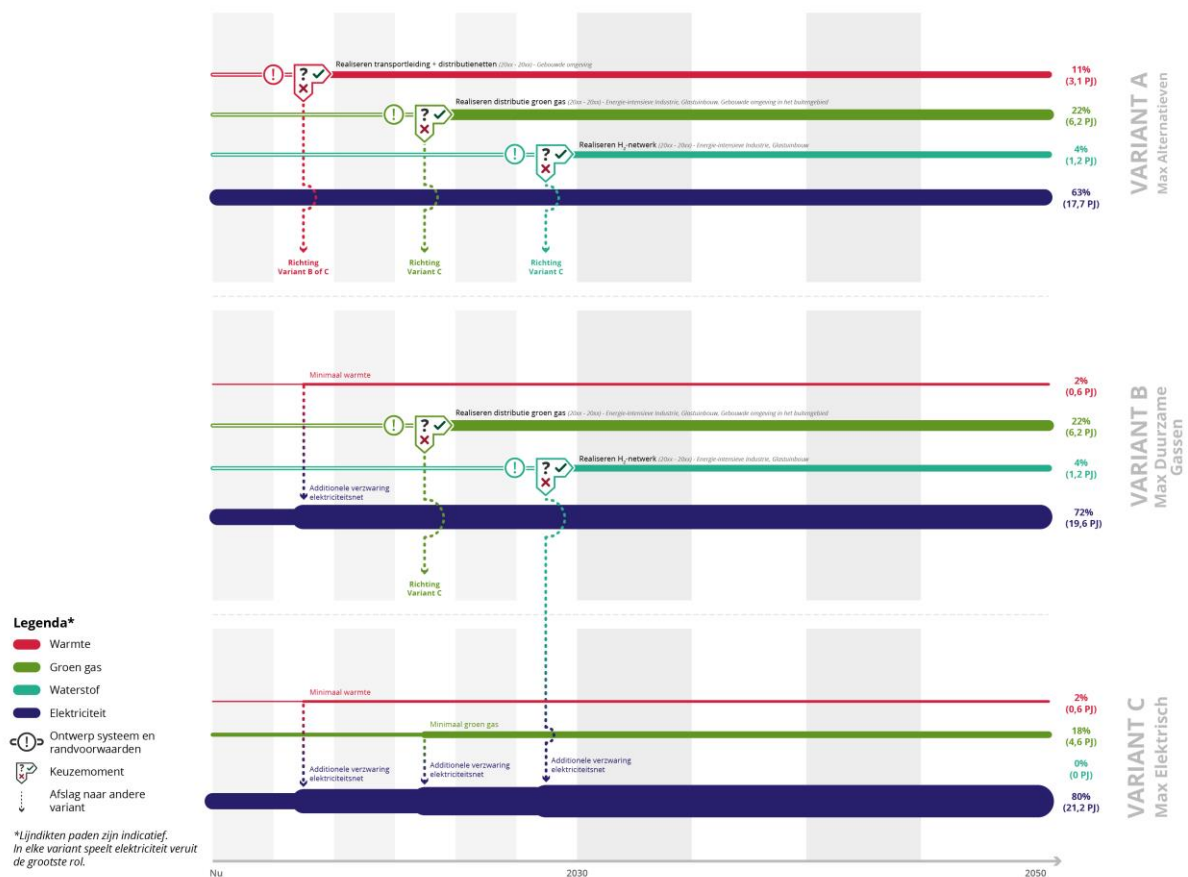 Realiseren transportleiding + distributienetten (20xx - 20xx) - Gebouwde omgeving
11%
(3,1 PJ)
Realiseren distributie groen gas (20xx - 20xx) - Energie-intensieve Industrie, Glastuinbouw. Gebouwde omgeving in het buitengebied
22%
(6,2 PJ)
Realiseren H₂-netwerk (20xx - 20xx) - Energie-intensieve Industrie, Glastuinbouw
4%
(1,2 PJ)
63%
(17,7 PJ)
Richting
Variant B of C
Richting
Variant C
Richting
Variant C
VARIANT A
Max Alternatieven
Minimaal warmte
2%
(0,6 PJ)
Realiseren distributie groen gas (20xx - 20xx) - Energie-intensieve Industrie, Glastuinbouw. Gebouwde omgeving in het buitengebied
22%
(6,2 PJ)
Realiseren H₂-netwerk (20xx - 20xx) - Energie-intensieve Industrie, Glastuinbouw
4%
(1,2 PJ)
Additionele verzwaring
elektriciteitsnet
72%
(19,6 PJ)
Richting
Variant C
VARIANT B
Max Duurzame
Gassen
Minimaal warmte
2%
(0,6 PJ)
Minimaal groen gas
18%
(4,6 PJ)
0%
(0 PJ)
Additionele verzwaring
elektriciteitsnet
Additionele verzwaring
elektriciteitsnet
Additionele verzwaring
elektriciteitsnet
80%
(21,2 PJ)
VARIANT C
Max Elektrisch
Legenda*
Warmte
Groen gas
Waterstof
Elektriciteit
Ontwerp systeem en
randvoorwaarden
Keuzemoment
Afslag naar andere
variant
*Lijndikten paden zijn indicatief.
In elke variant speelt elektriciteit veruit
de grootste rol.
Nu
2030
2050